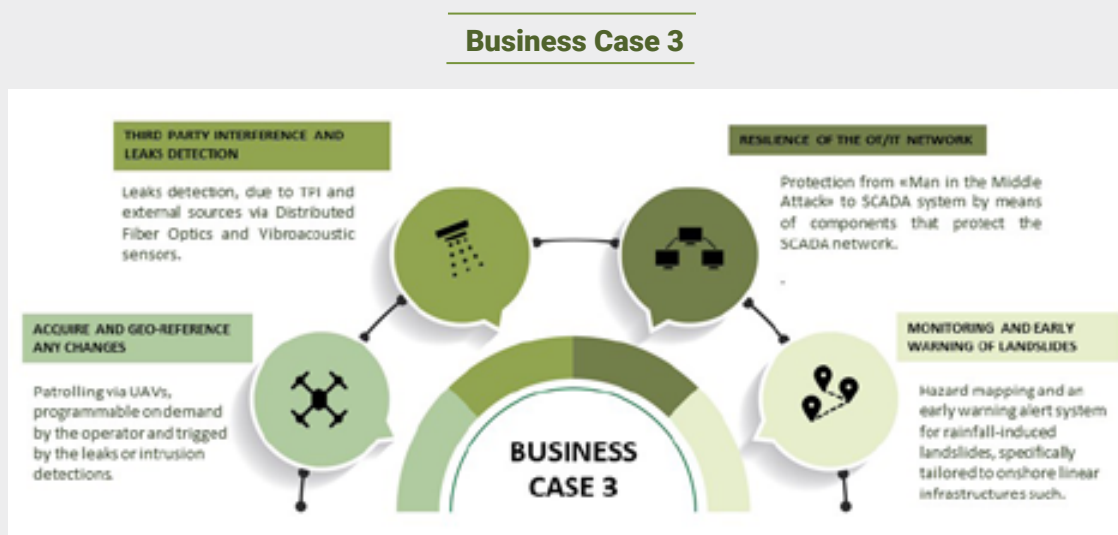 Business Case 3
THIRD PARTY INTERFERENCE AND
LEAKS DETECTION
Leaks detection, due to TPI and
external sources via Distributed
Fiber Optics and Vibroacoustic
sensors.
RESILIENCE OF THE OT/IT NETWORK
Protection from «Man in the Middle
Attack» to SCADA system by means
of components that protect the
SCADA network.
.
ACQUIRE AND GEO-REFERENCE
ANY CHANGES
Patrolling via UAVs,
programmable on demand
by the operator and trigged
by the leaks or intrusion
detections.
MONITORING AND EARLY
WARNING OF LANDSLIDES
Hazard mapping and an
early warning alert system
for rainfall-induced
landslides, specifically
tailored to onshore linear
infrastructures such.
BUSINESS
CASE 3